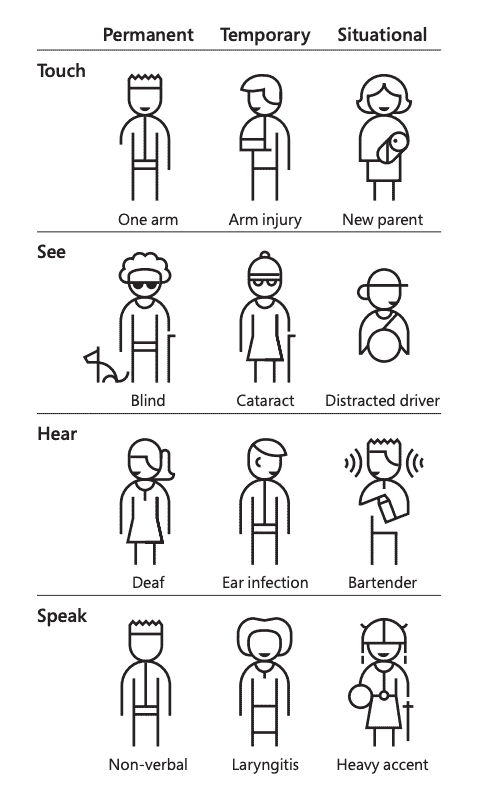 Permanent Temporary Situational
Touch
One arm Arm injury New parent
See
Blind Cataract Distracted driver
Hear
Deaf Ear infection Bartender
Speak
Non-verbal Laryngitis Heavy accent